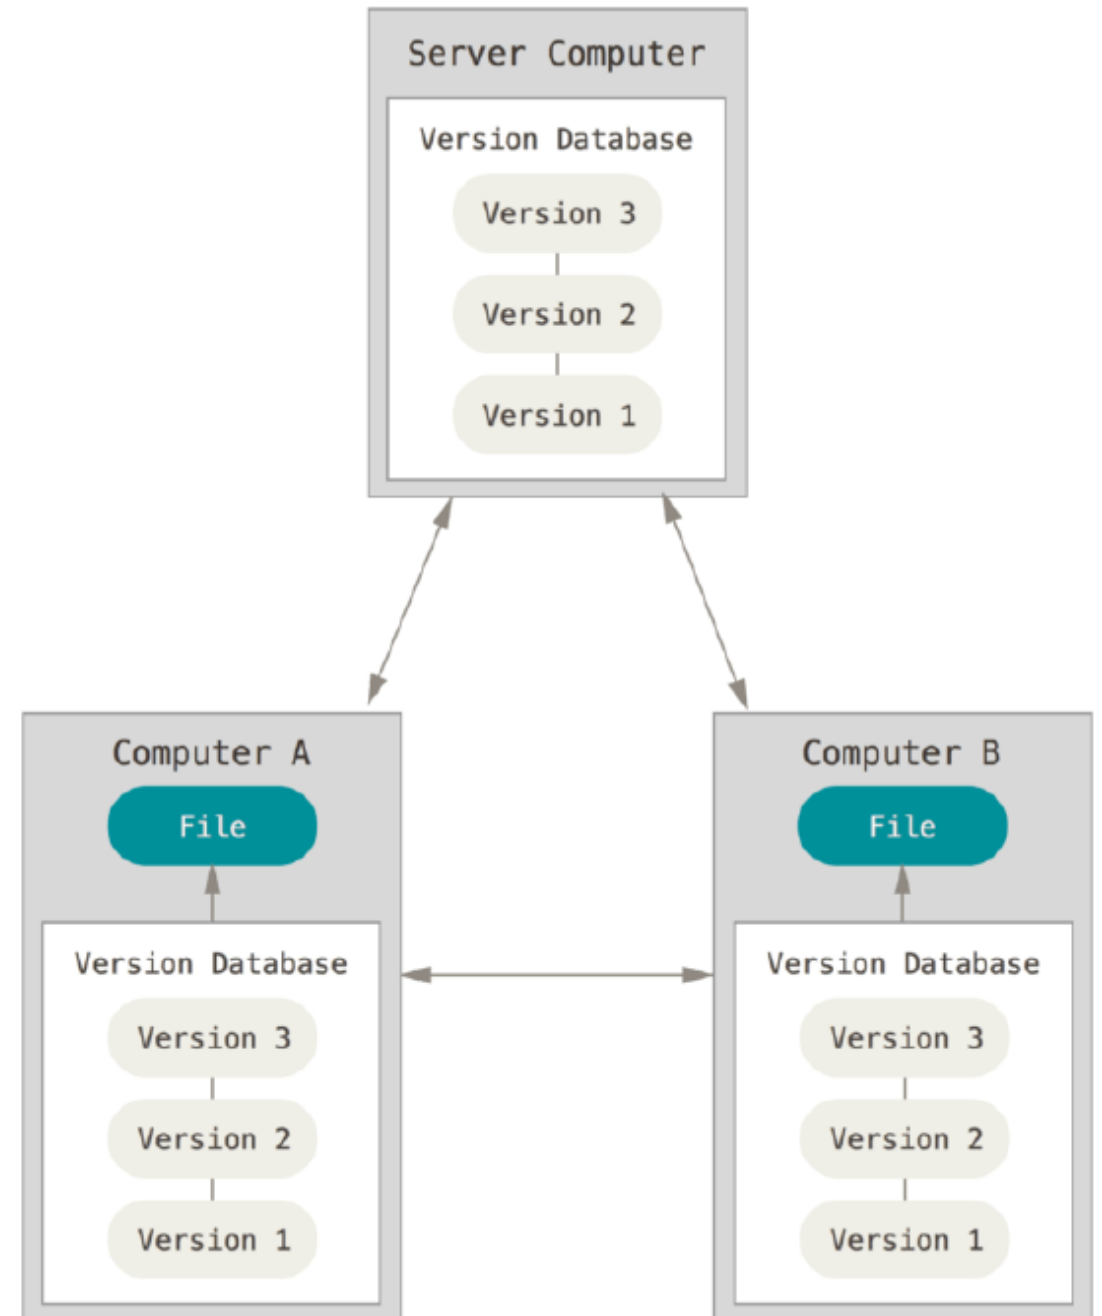 Server Computer
Version Database
Version 3
Version 2
Version 1
Computer A
File
Version Database
Version 3
Version 2
Version 1
Computer B
File
Version Database
Version 3
Version 2
Version 1